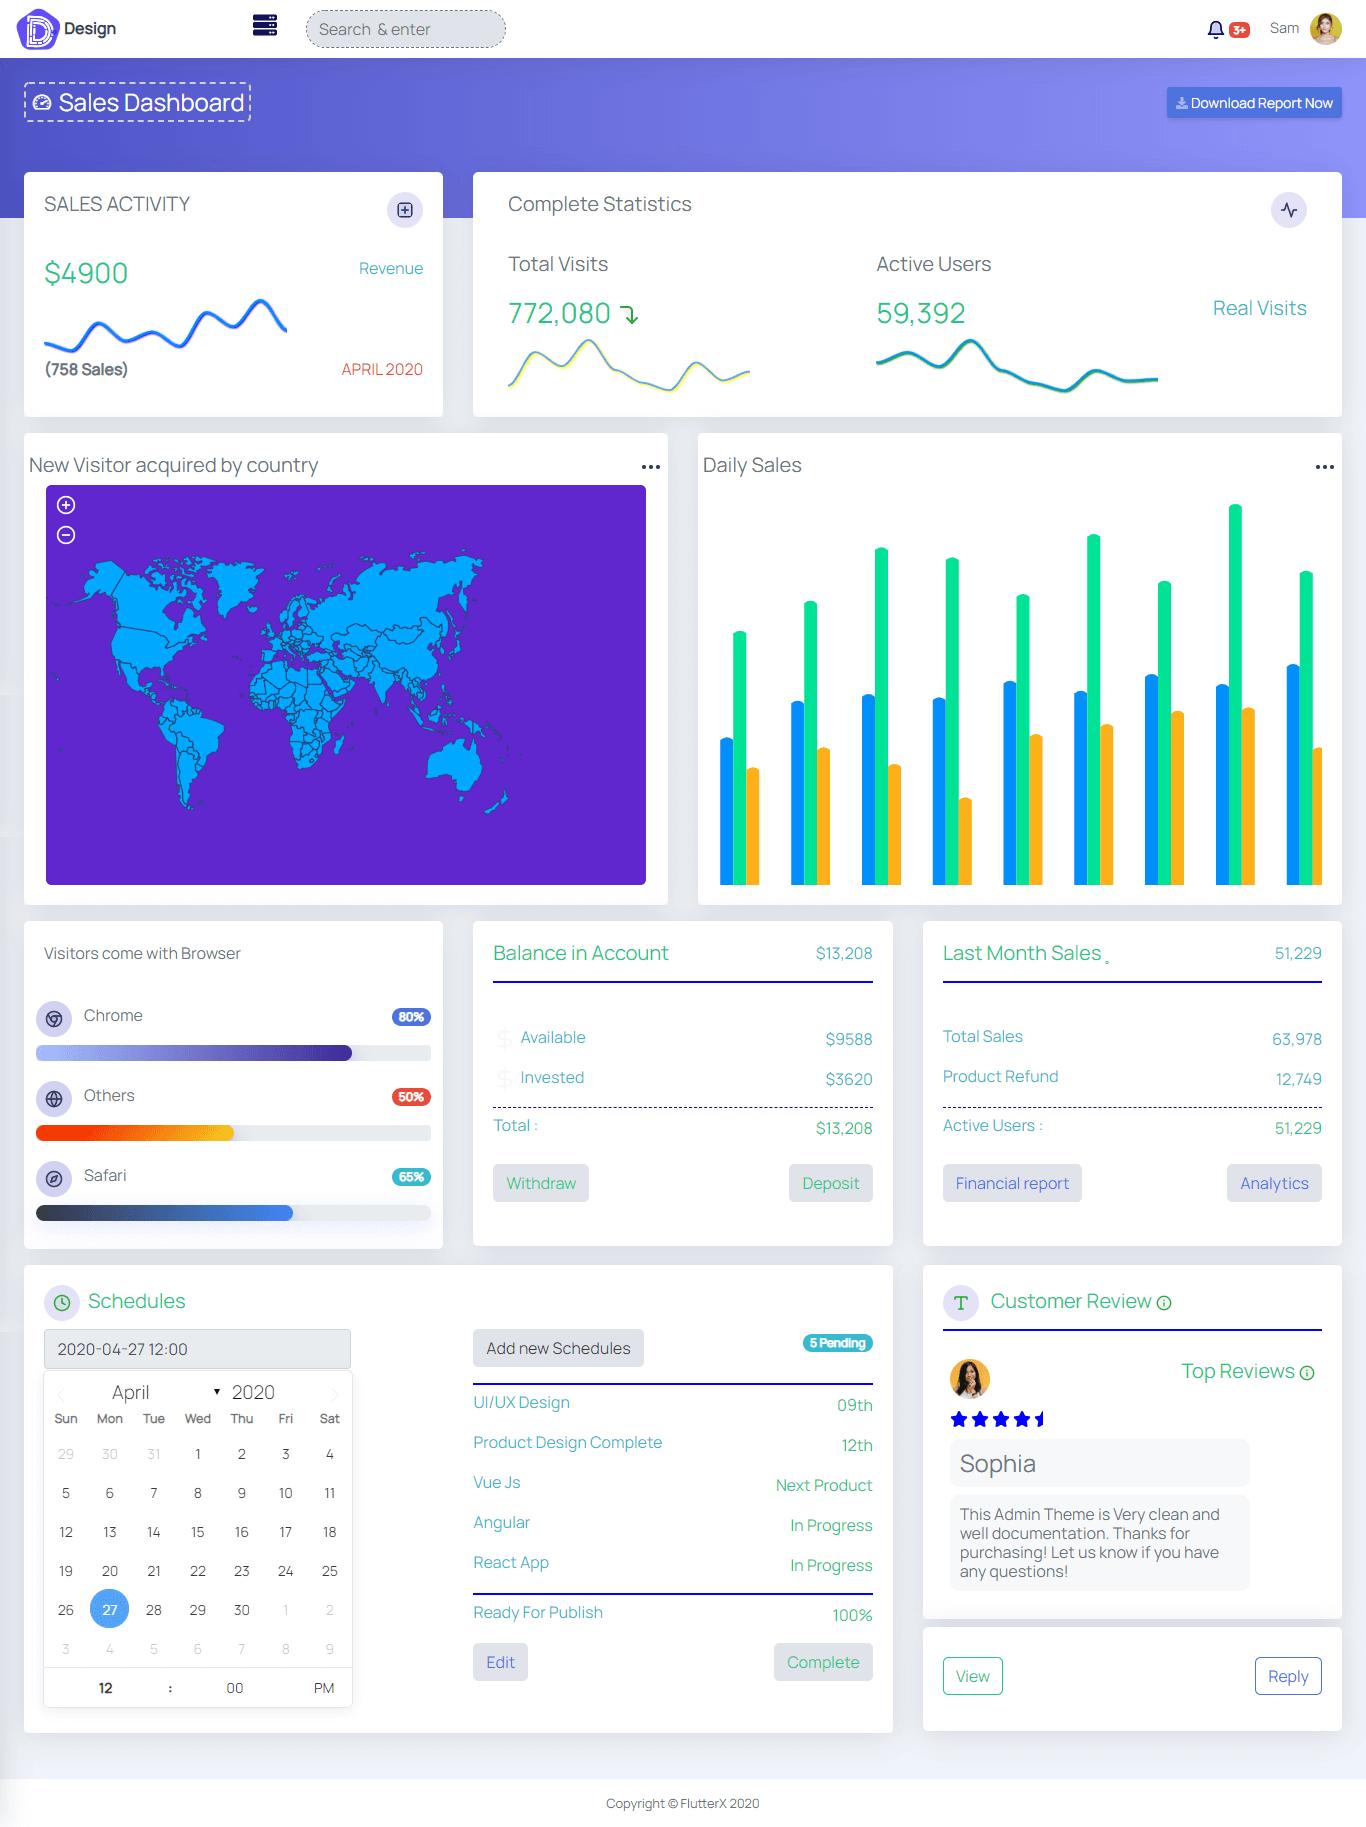 Design
Search & enter
3+
Sam
Sales Dashboard
Download Report Now
SALES ACTIVITY
$4900
Revenue
(758 Sales)
APRIL 2020
Complete Statistics
Total Visits
772,080
Active Users
59,392
Real Visits
New Visitor acquired by country
Daily Sales
Visitors come with Browser
Chrome
80%
Others
50%
Safari
65%
Balance in Account
$13,208
$ Available
$9588
$ Invested
$3620
Total :
$13,208
Withdraw
Deposit
Last Month Sales
51,229
Total Sales
63,978
Product Refund
12,749
Active Users :
51,229
Financial report
Analytics
Schedules
2020-04-27 12:00
April 2020
Sun Mon Tue Wed Thu Fri Sat
29 30 31 1 2 3 4
5 6 7 8 9 10 11
12 13 14 15 16 17 18
19 20 21 22 23 24 25
26 27 28 29 30 1 2
3 4 5 6 7 8 9
12 : 00 PM
Add new Schedules
5 Pending
UI/UX Design
09th
Product Design Complete
12th
Vue Js
Next Product
Angular
In Progress
React App
In Progress
Ready For Publish
100%
Edit
Complete
Customer Review
Top Reviews
Sophia
This Admin Theme is Very clean and
well documentation. Thanks for
purchasing! Let us know if you have
any questions!
View
Reply
Copyright © FlutterX 2020